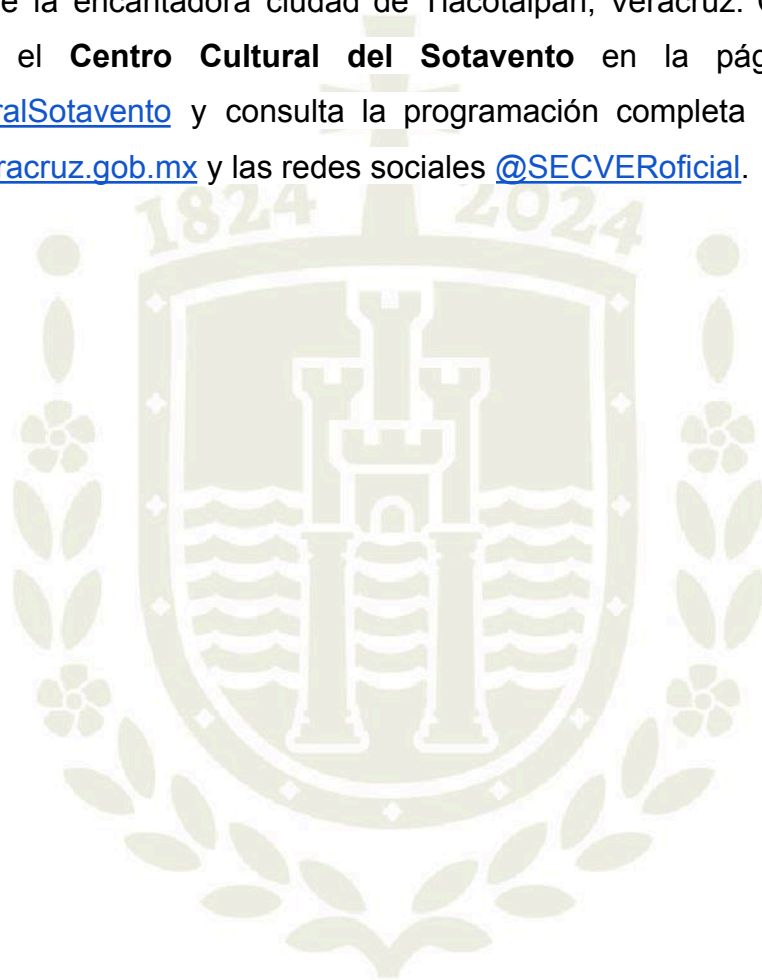 la encantadora ciudad de Tlacotalpan, Veracruz.
el Centro Cultural del Sotavento en la
ralSotavento y consulta la programación completa
racruz.gob.mx y las redes sociales @SECVERoficial.
1824 2024